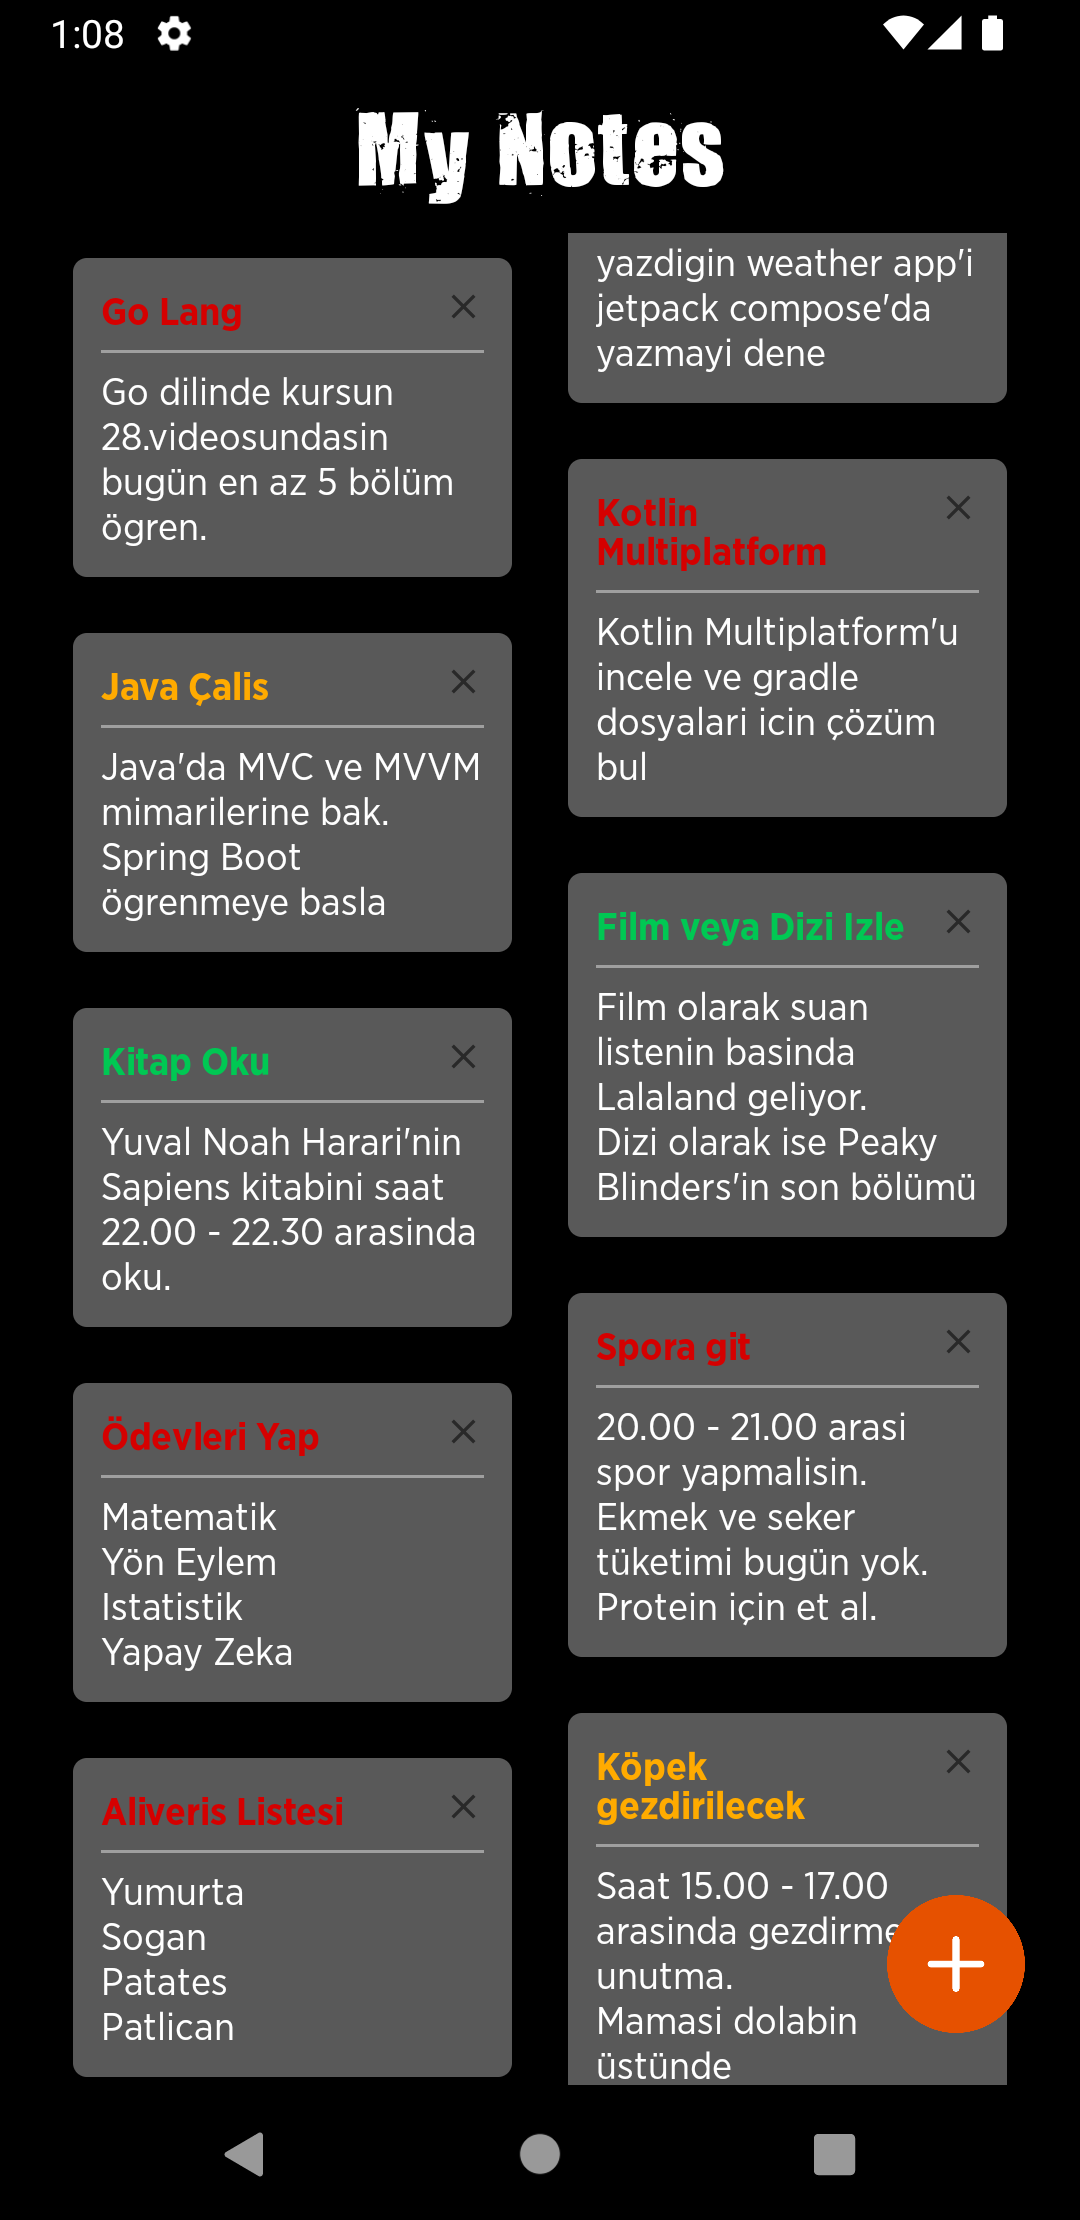 1:08
My Notes
Go Lang
Go dilinde kursun
28.videosundasin
bugün en az 5 bölüm
ögren.
Java Çalis
Java'da MVC ve MVVM
mimarilerine bak.
Spring Boot
ögrenmeye basla
Kitap Oku
Yuval Noah Harari'nin
Sapiens kitabini saat
22.00 - 22.30 arasinda
oku.
Ödevleri Yap
Matematik
Yön Eylem
Istatistik
Yapay Zeka
Aliveris Listesi
Yumurta
Sogan
Patates
Patlican
yazdigin weather app'i
jetpack compose'da
yazmayi dene
Kotlin
Multiplatform
Kotlin Multiplatform'u
incele ve gradle
dosyalari icin çözüm
bul
Film veya Dizi Izle
Film olarak suan
listenin basinda
Lalaland geliyor.
Dizi olarak ise Peaky
Blinders'in son bölümü
Spora git
20.00 - 21.00 arasi
spor yapmalisin.
Ekmek ve seker
tüketimi bugün yok.
Protein için et al.
Köpek
gezdirilecek
Saat 15.00 - 17.00
arasinda gezdirme
unutma.
Mamasi dolabin
üstünde